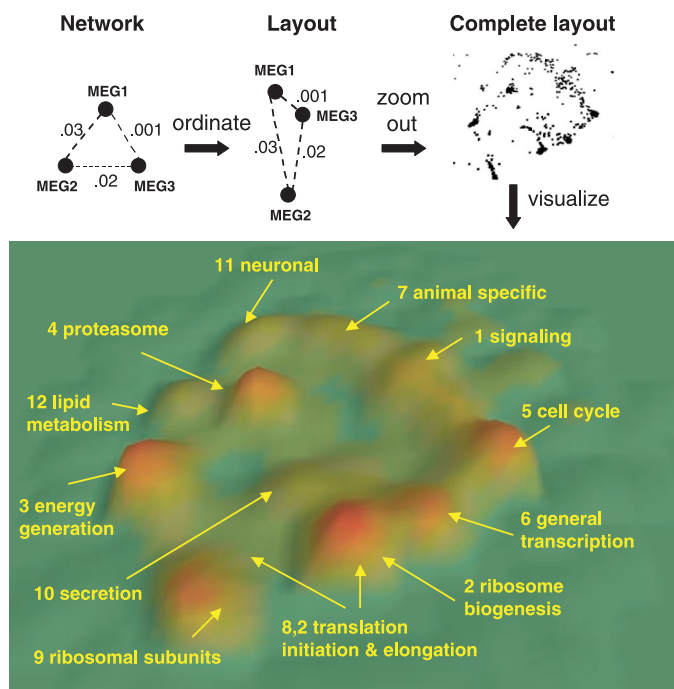 Network
Layout
Complete layout
MEG1
.03
.001
MEG2
.02
MEG3
ordinate
MEG1
.001
MEG3
.03
.02
MEG2
zoom
out
visualize
11 neuronal
7 animal specific
4 proteasome
1 signaling
12 lipid
metabolism
5 cell cycle
3 energy
generation
6 general
transcription
10 secretion
2 ribosome
biogenesis
8,2 translation
initiation & elongation
9 ribosomal subunits